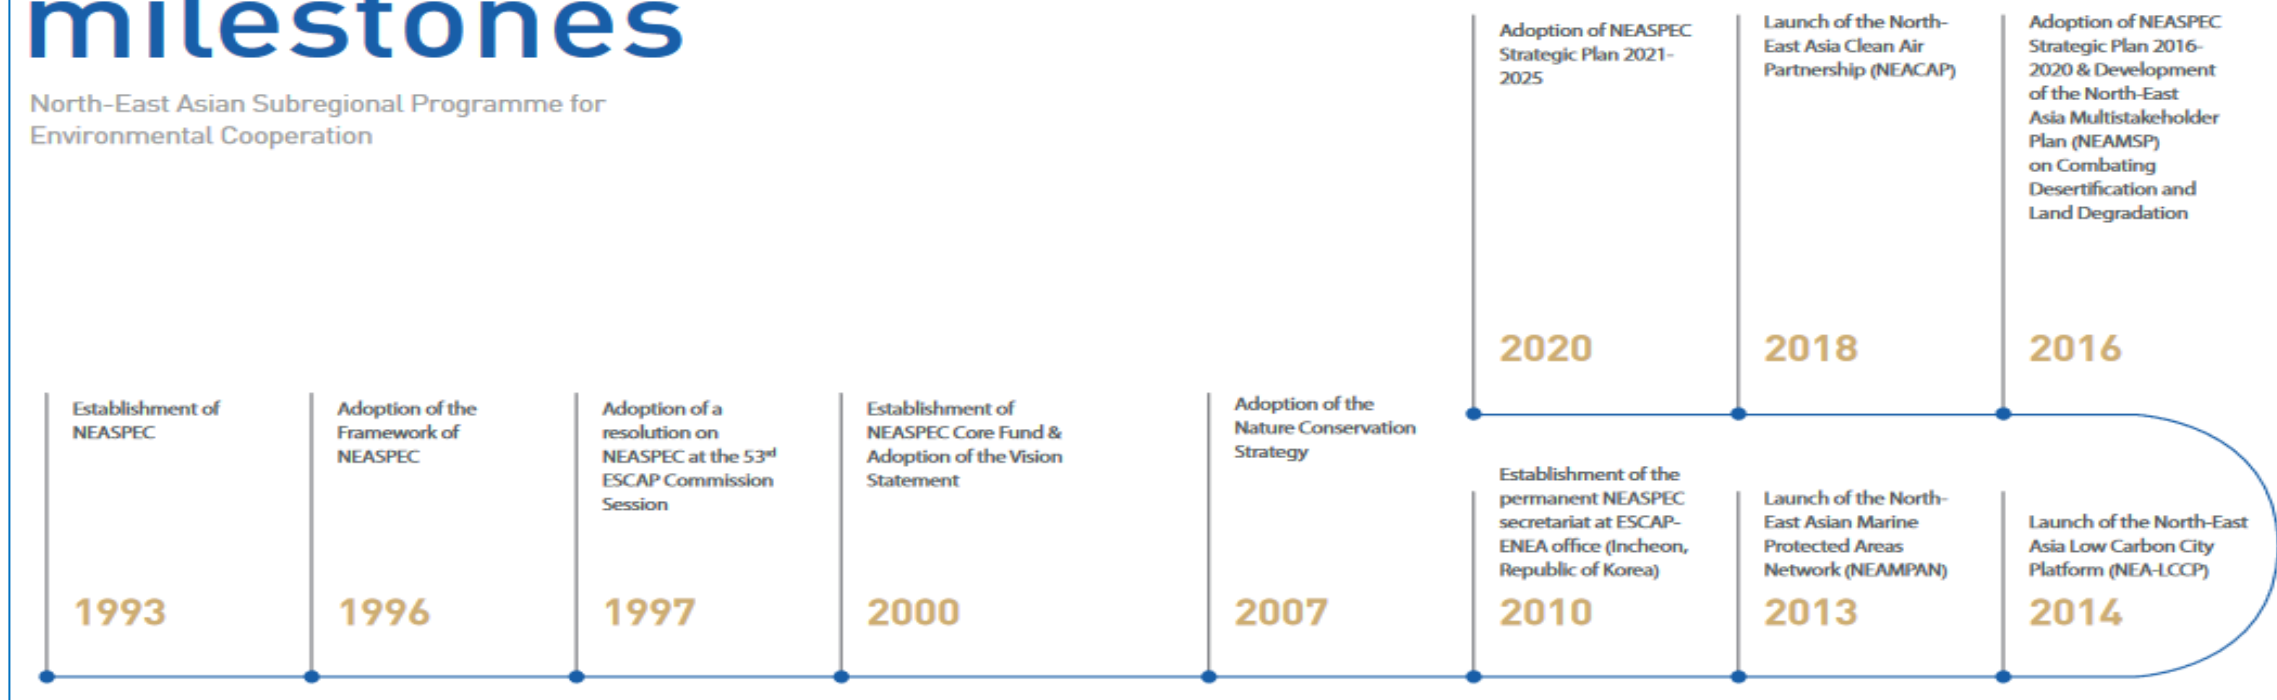 milestones
North-East Asian Subregional Programme for
Environmental Cooperation
Establishment of
NEASPEC
1993
Adoption of the
Framework of
NEASPEC
1996
Adoption of a
resolution on
NEASPEC at the 53rd
ESCAP Commission
Session
1997
Establishment of
NEASPEC Core Fund &
Adoption of the Vision
Statement
2000
Adoption of the
Nature Conservation
Strategy
2007
Establishment of the
permanent NEASPEC
secretariat at ESCAP-
ENEA office (Incheon,
Republic of Korea)
2010
Launch of the North-
East Asian Marine
Protected Areas
Network (NEAMPAN)
2013
Launch of the North-East
Asia Low Carbon City
Platform (NEA-LCCP)
2014
Adoption of NEASPEC
Strategic Plan 2016-
2020 & Development
of the North-East
Asia Multistakeholder
Plan (NEAMSP)
on Combating
Desertification and
Land Degradation
2016
Launch of the North-
East Asia Clean Air
Partnership (NEACAP)
2018
Adoption of NEASPEC
Strategic Plan 2021-
2025
2020